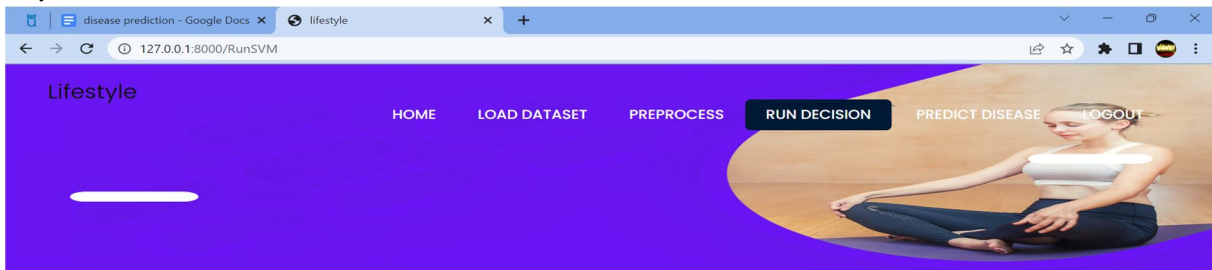 disease prediction - Google Docs
lifestyle
127.0.0.1:8000/RunSVM
Lifestyle
HOME LOAD DATASET PREPROCESS RUN DECISION PREDICT DISEASE LOGOUT